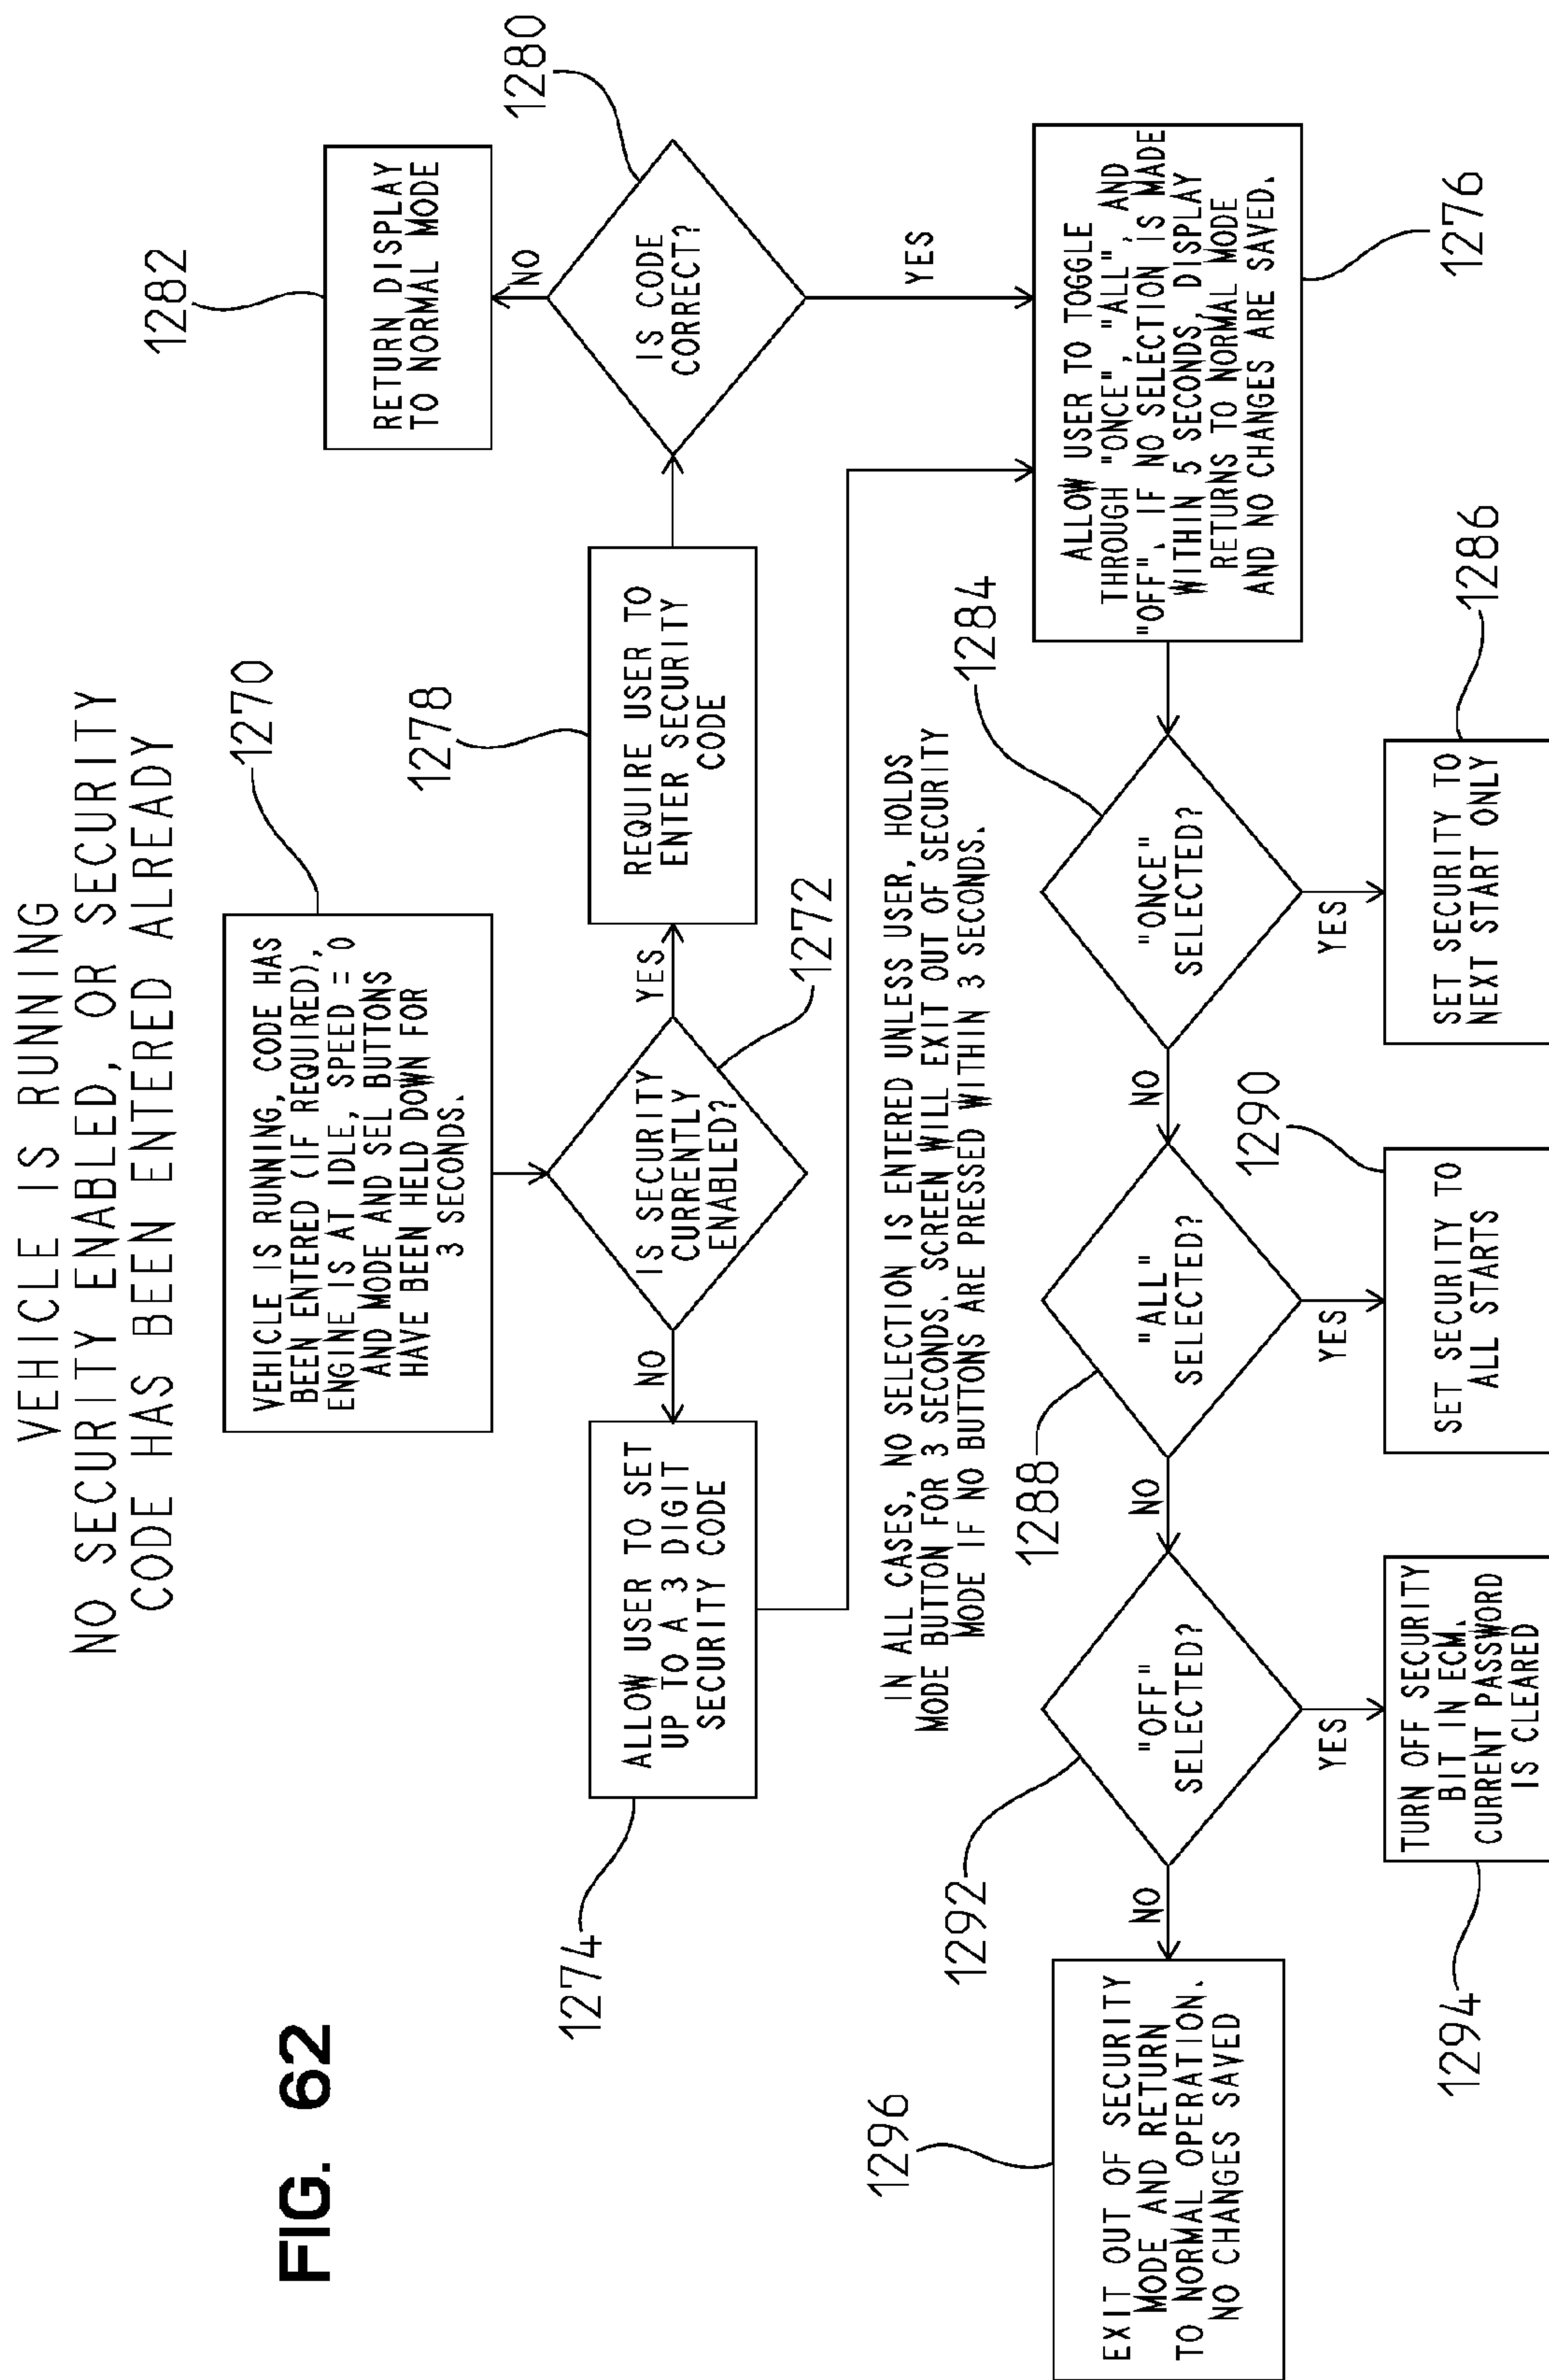 FIG. 62
VEHICLE IS RUNNING
NO SECURITY ENABLED, OR SECURITY
CODE HAS BEEN ENTERED ALREADY
1270
VEHICLE IS RUNNING, CODE HAS
BEEN ENTERED (IF REQUIRED),
ENGINE IS AT IDLE, SPEED = 0
AND MODE AND SEL BUTTONS
HAVE BEEN HELD DOWN FOR
3 SECONDS.
1272
IS SECURITY
CURRENTLY
ENABLED?
NO
YES
1274
ALLOW USER TO SET
UP TO A 3 DIGIT
SECURITY CODE
1278
REQUIRE USER TO
ENTER SECURITY
CODE
1280
IS CODE
CORRECT?
NO
YES
1282
RETURN DISPLAY
TO NORMAL MODE
IN ALL CASES, NO SELECTION IS ENTERED UNLESS USER, HOLDS
MODE BUTTON FOR 3 SECONDS. SCREEN WILL EXIT OUT OF SECURITY
MODE IF NO BUTTONS ARE PRESSED WITHIN 3 SECONDS.
1276
ALLOW USER TO TOGGLE
THROUGH "ONCE", "ALL", AND
"OFF". IF NO SELECTION IS MADE
WITHIN 5 SECONDS, DISPLAY
RETURNS TO NORMAL MODE
AND NO CHANGES ARE SAVED.
1284
"ONCE"
SELECTED?
NO
YES
1286
SET SECURITY TO
NEXT START ONLY
1288
"ALL"
SELECTED?
NO
YES
1290
SET SECURITY TO
ALL STARTS
1292
"OFF"
SELECTED?
NO
YES
1294
TURN OFF SECURITY
BIT IN ECM.
CURRENT PASSWORD
IS CLEARED
1296
EXIT OUT OF SECURITY
MODE AND RETURN
TO NORMAL OPERATION.
NO CHANGES SAVED